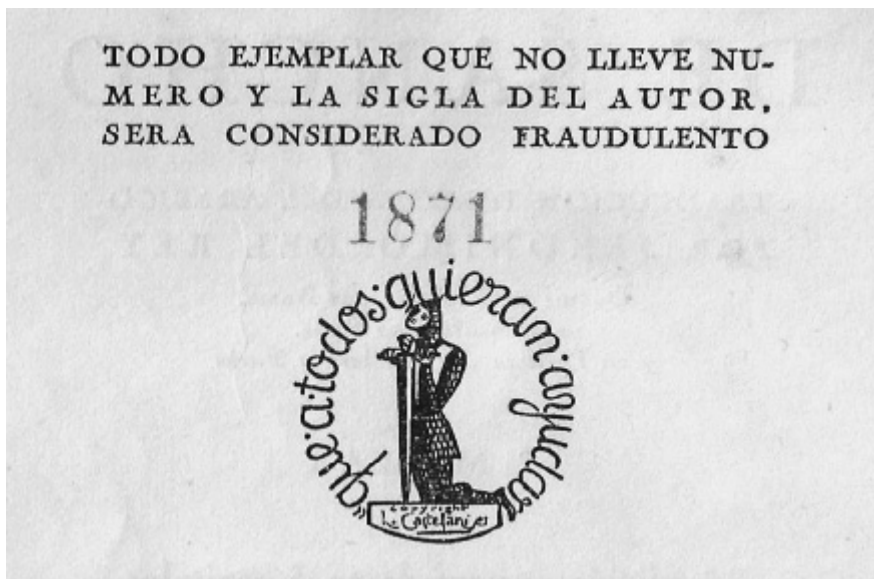 TODO EJEMPLAR QUE NO LLEVE NU-
MERO Y LA SIGLA DEL AUTOR,
SERA CONSIDERADO FRAUDULENTO
1871
"que·a·todos·quieran·ayudar"
copyright